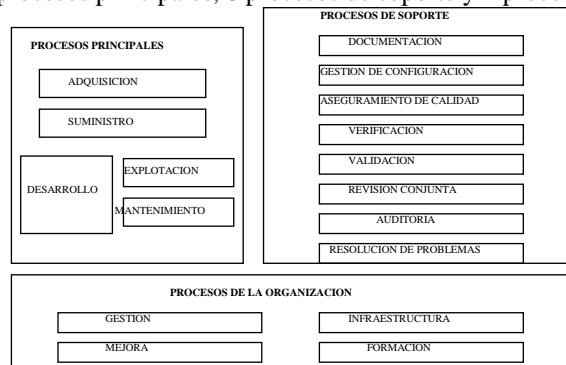 PROCESOS PRINCIPALES
ADQUISICION
SUMINISTRO
DESARROLLO
EXPLOTACION
MANTENIMIENTO
PROCESOS DE SOPORTE
DOCUMENTACION
GESTION DE CONFIGURACION
ASEGURAMIENTO DE CALIDAD
VERIFICACION
VALIDACION
REVISION CONJUNTA
AUDITORIA
RESOLUCION DE PROBLEMAS
PROCESOS DE LA ORGANIZACION
GESTION
INFRAESTRUCTURA
MEJORA
FORMACION